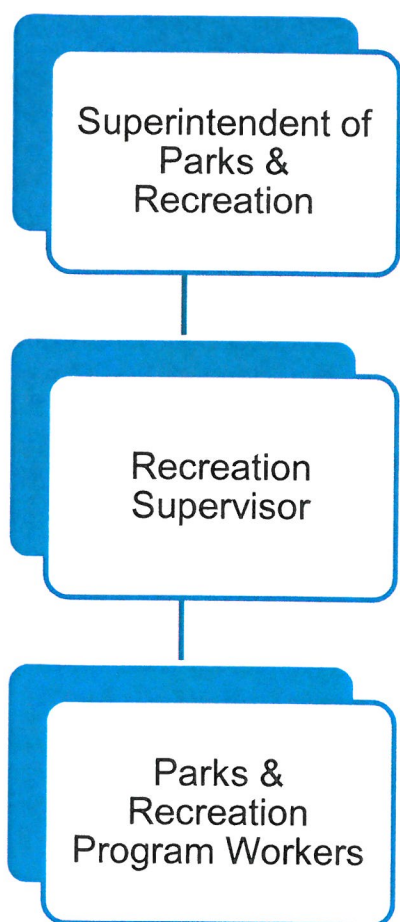 Superintendent of
Parks &
Recreation
Recreation
Supervisor
Parks &
Recreation
Program Workers